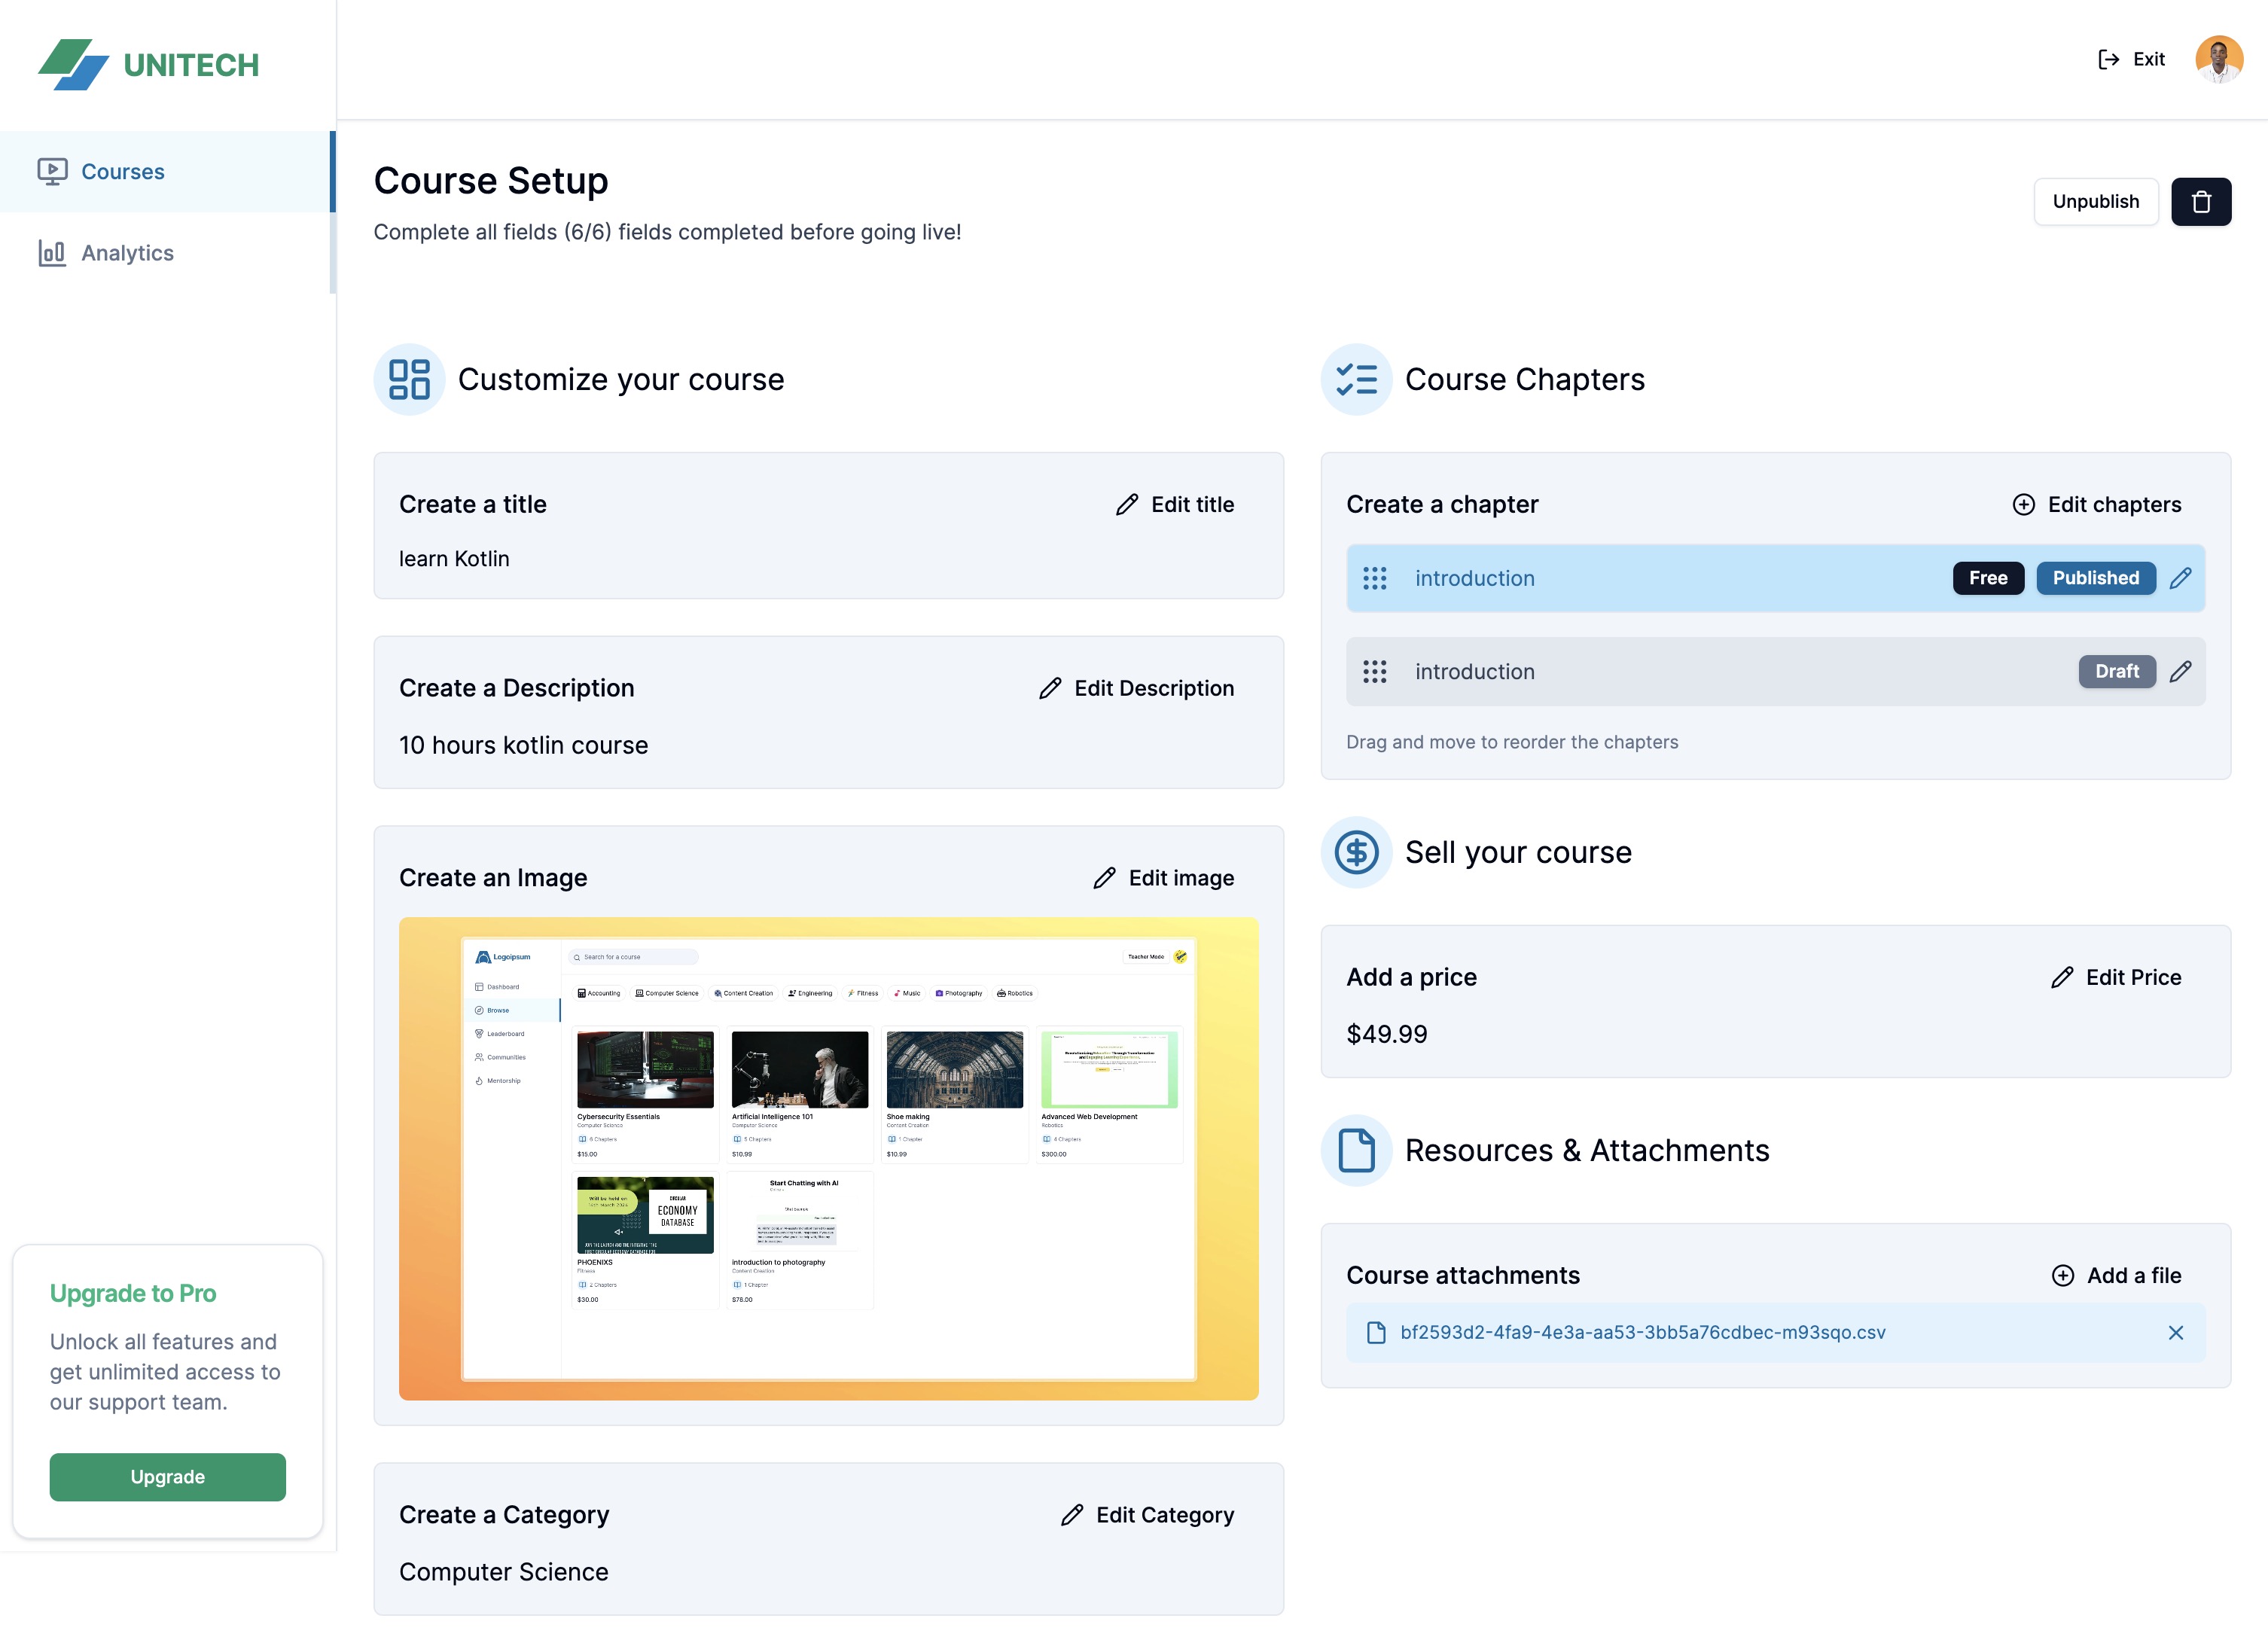 UNITECH
Exit
Courses
Analytics
Course Setup
Complete all fields (6/6) fields completed before going live!
Unpublish
Customize your course
Create a title
Edit title
learn Kotlin
Create a Description
Edit Description
10 hours kotlin course
Create an Image
Edit image
Logoipsum
Search for a course
Teacher Mode
Dashboard
Browse
Leaderboard
Communities
Mentorship
Accounting
Computer Science
Content Creation
Engineering
Fitness
Music
Photography
Robotics
Cybersecurity Essentials
Computer Science
6 Chapters
$15.00
Artificial Intelligence 101
Computer Science
5 Chapters
$10.99
Shoe making
Content Creation
1 Chapter
$10.99
Advanced Web Development
Robotics
4 Chapters
$300.00
CIRCULAR
ECONOMY
DATABASE
PHOENIXS
Fitness
2 Chapters
$30.00
Start Chatting with AI
introduction to photography
Content Creation
1 Chapter
$78.00
Create a Category
Edit Category
Computer Science
Course Chapters
Create a chapter
Edit chapters
introduction
Free
Published
introduction
Draft
Drag and move to reorder the chapters
Sell your course
Add a price
Edit Price
$49.99
Resources & Attachments
Course attachments
Add a file
bf2593d2-4fa9-4e3a-aa53-3bb5a76cdbec-m93sqo.csv
Upgrade to Pro
Unlock all features and
get unlimited access to
our support team.
Upgrade